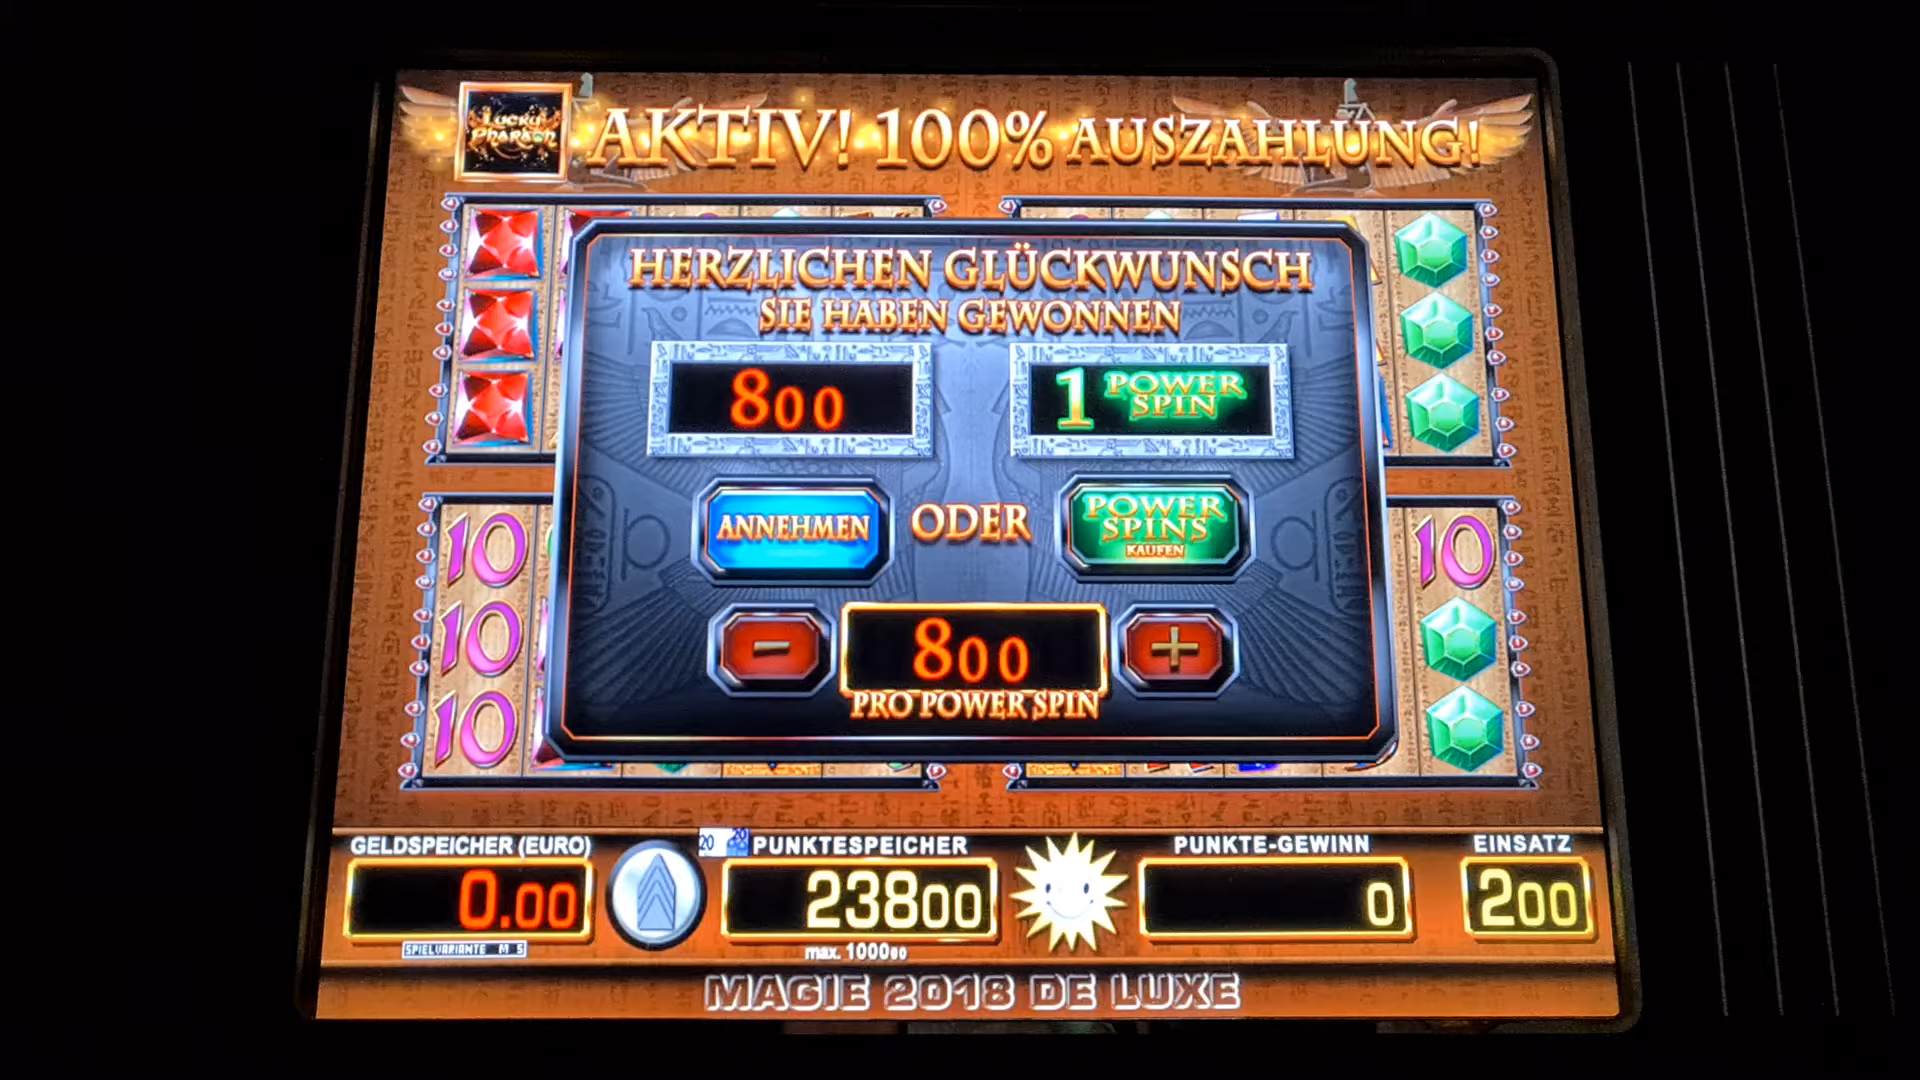 LUCKY
PHARAOH
AKTIV! 100% AUSZAHLUNG!
HERZLICHEN GLÜCKWUNSCH
SIE HABEN GEWONNEN
800
1 POWER SPIN
ANNEHMEN
ODER
POWER
SPINS
KAUFEN
-
800
+
PRO POWER SPIN
10
10
10
10
GELDSPEICHER (EURO)
20 20
PUNKTESPEICHER
PUNKTE-GEWINN
EINSATZ
0.00
23800
0
200
SPIELVARIANTE M 5
max. 100000
MAGIE 2018 DE LUXE